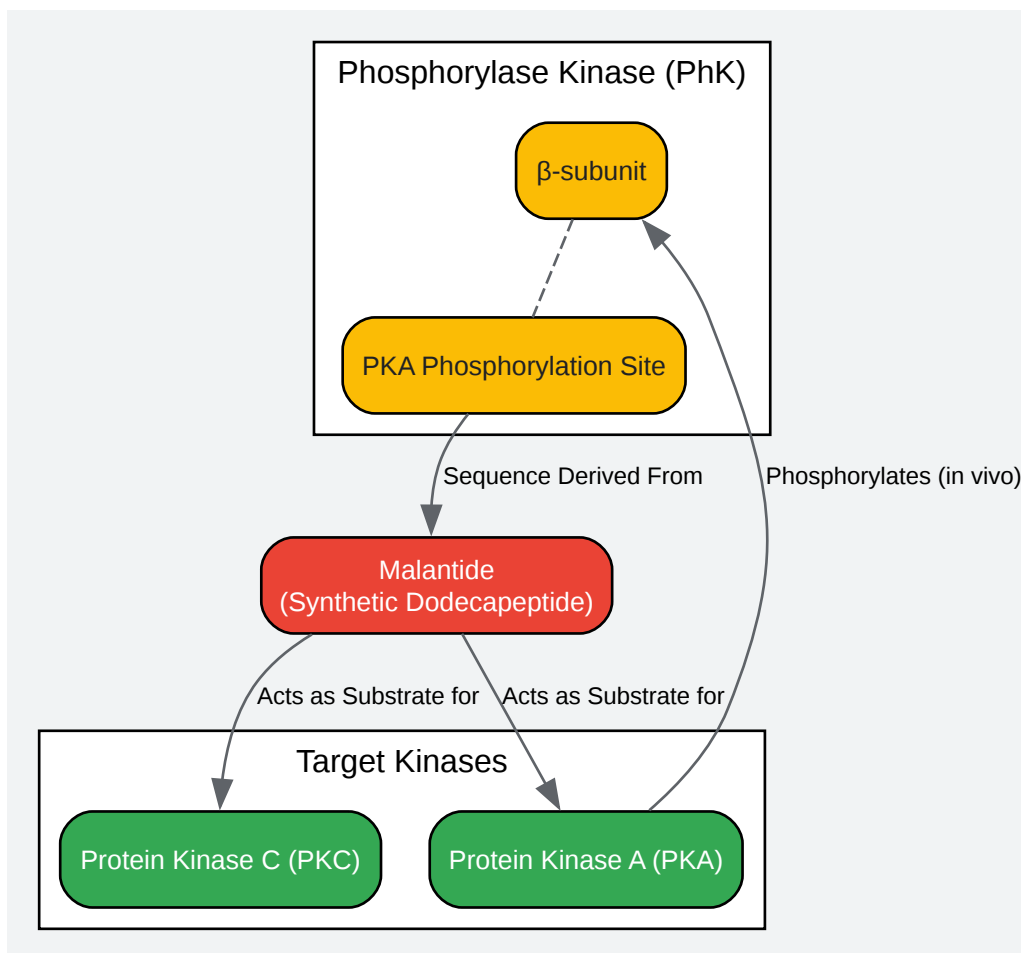 Phosphorylase Kinase (PhK)
β-subunit
PKA Phosphorylation Site
Sequence Derived From
Phosphorylates (in vivo)
Malantide
(Synthetic Dodecapeptide)
Acts as Substrate for
Acts as Substrate for
Target Kinases
Protein Kinase C (PKC)
Protein Kinase A (PKA)